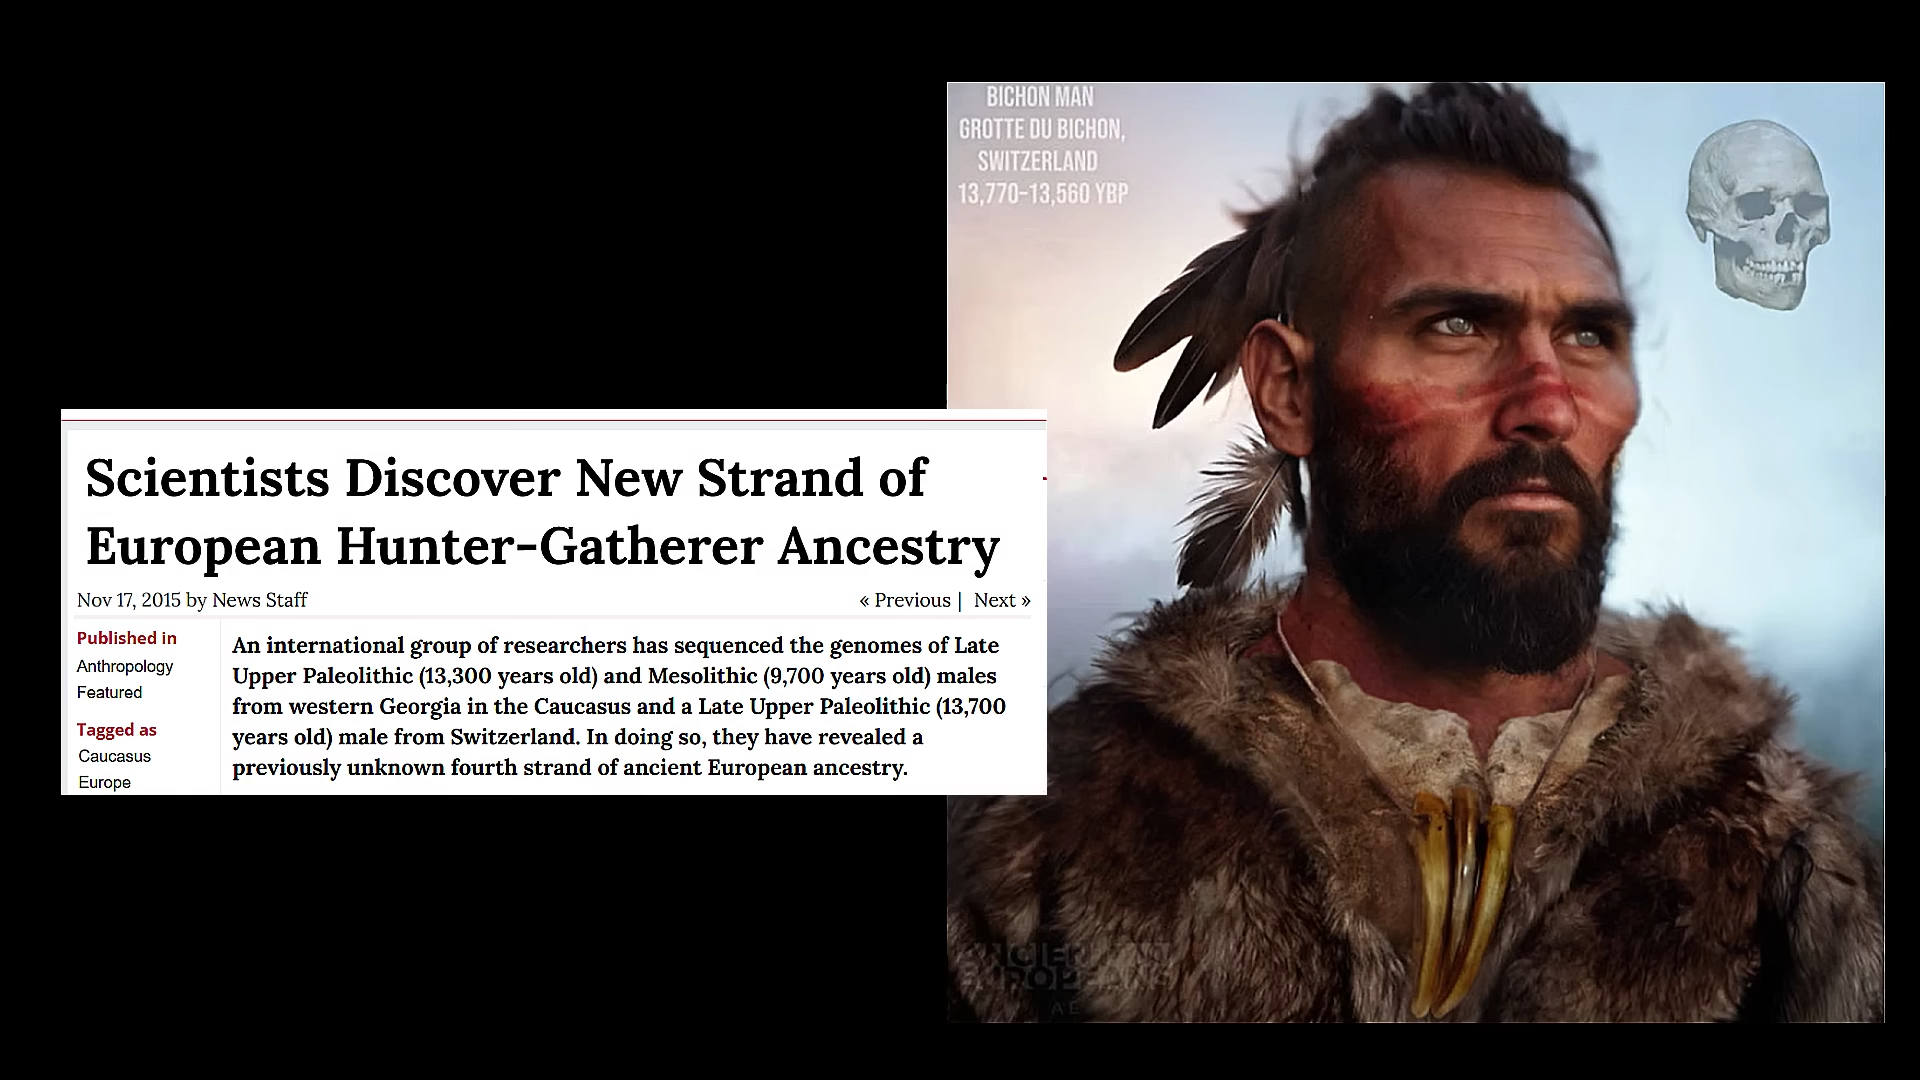 BICHON MAN
GROTTE DU BICHON,
SWITZERLAND
13,770-13,560 YBP
Scientists Discover New Strand of
European Hunter-Gatherer Ancestry
Nov 17, 2015 by News Staff
« Previous | Next »
Published in
Anthropology
Featured
Tagged as
Caucasus
Europe
An international group of researchers has sequenced the genomes of Late
Upper Paleolithic (13,300 years old) and Mesolithic (9,700 years old) males
from western Georgia in the Caucasus and a Late Upper Paleolithic (13,700
years old) male from Switzerland. In doing so, they have revealed a
previously unknown fourth strand of ancient European ancestry.